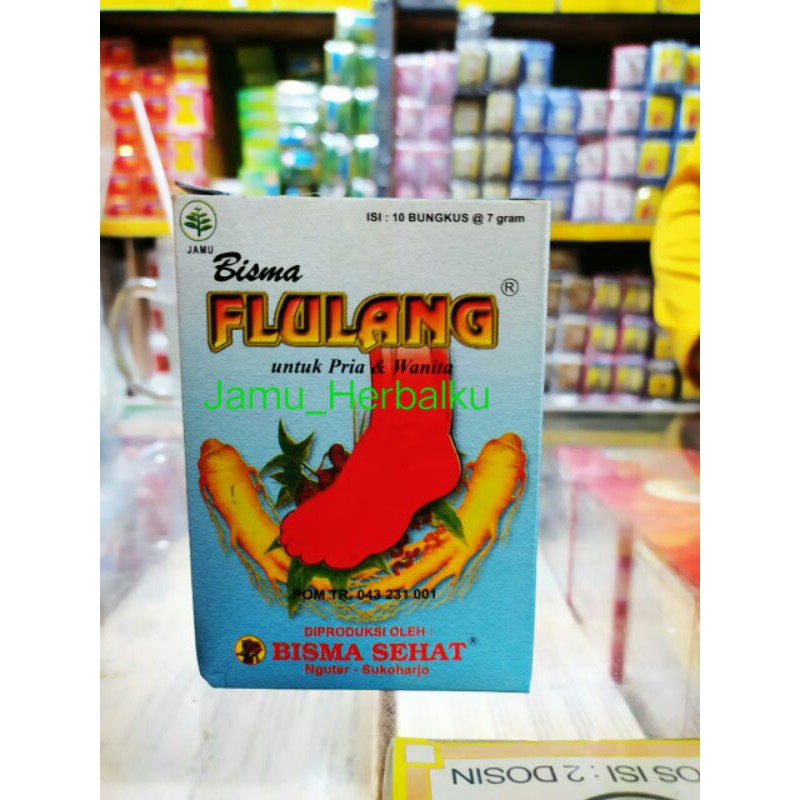 ISI : 10 BUNGKUS @ 7 gram
JAMU
Bisma
FLULANG ®
untuk Pria & Wanita
Jamu_Herbalku
POM TR. 043 231 001
DIPRODUKSI OLEH :
BISMA SEHAT ®
Nguter - Sukoharjo
OS ISI : 2 DOSIN